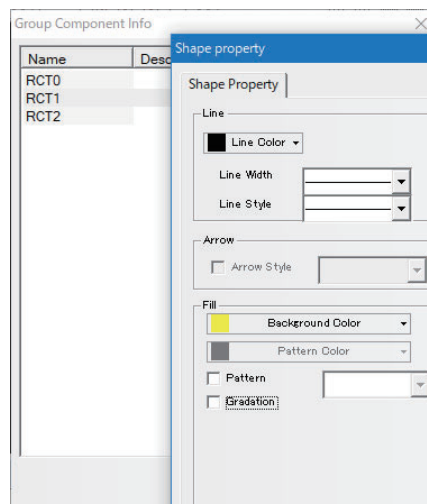 Group Component Info
Name Desc
RCT0
RCT1
RCT2
Shape property
Shape Property
Line
Line Color
Line Width
Line Style
Arrow
Arrow Style
Fill
Background Color
Pattern Color
Pattern
Gradation